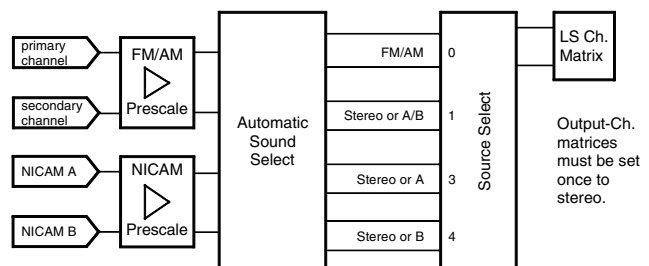 primary
channel
secondary
channel
NICAM A
NICAM B
FM/AM
Prescale
NICAM
Prescale
Automatic
Sound
Select
FM/AM
0
Stereo or A/B
1
Stereo or A
3
Stereo or B
4
Source Select
LS Ch.
Matrix
Output-Ch.
matrices
must be set
once to
stereo.